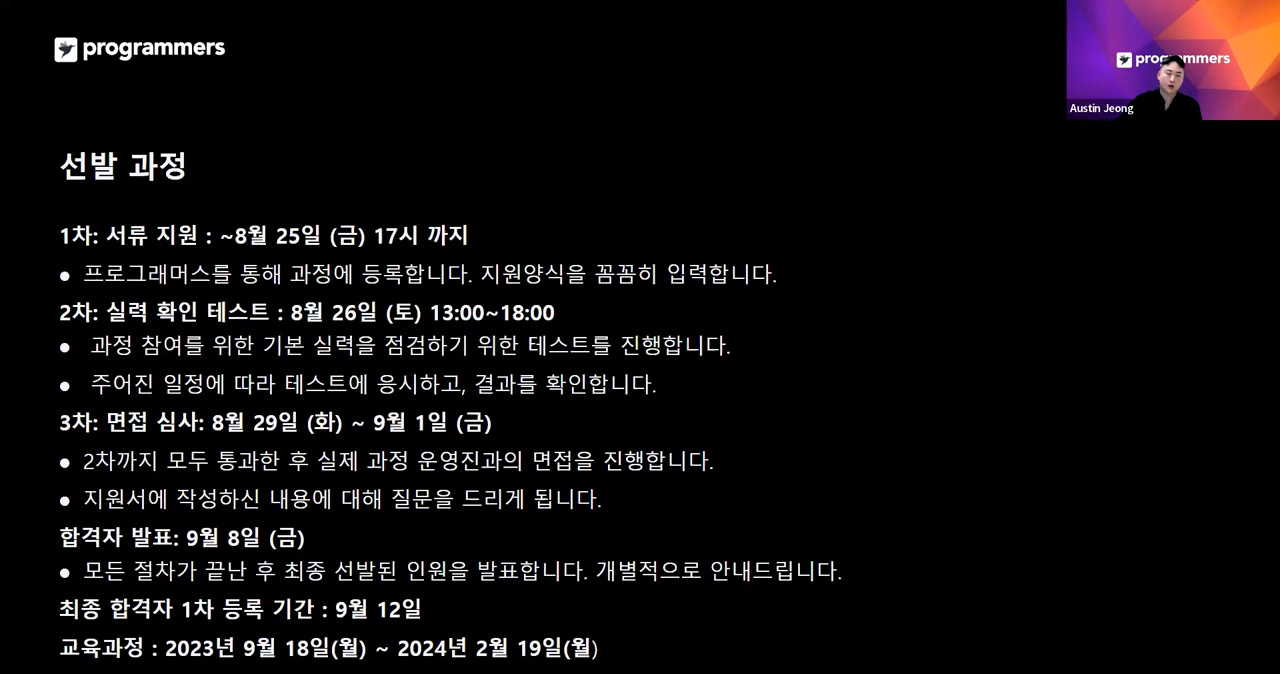 programmers
programmers
Austin Jeong
선발 과정
1차: 서류 지원 : ~8월 25일 (금) 17시 까지
● 프로그래머스를 통해 과정에 등록합니다. 지원양식을 꼼꼼히 입력합니다.
2차: 실력 확인 테스트 : 8월 26일 (토) 13:00~18:00
● 과정 참여를 위한 기본 실력을 점검하기 위한 테스트를 진행합니다.
● 주어진 일정에 따라 테스트에 응시하고, 결과를 확인합니다.
3차: 면접 심사: 8월 29일 (화) ~ 9월 1일 (금)
● 2차까지 모두 통과한 후 실제 과정 운영진과의 면접을 진행합니다.
● 지원서에 작성하신 내용에 대해 질문을 드리게 됩니다.
합격자 발표: 9월 8일 (금)
● 모든 절차가 끝난 후 최종 선발된 인원을 발표합니다. 개별적으로 안내드립니다.
최종 합격자 1차 등록 기간 : 9월 12일
교육과정 : 2023년 9월 18일(월) ~ 2024년 2월 19일(월)